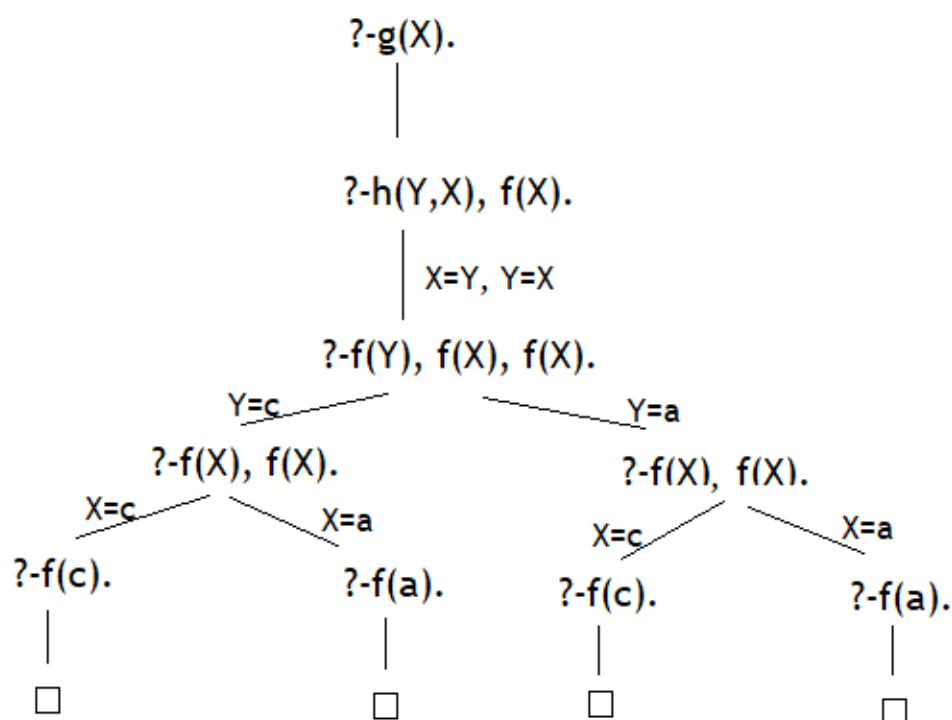 ?-g(X).
?-h(Y,X), f(X).
X=Y, Y=X
?-f(Y), f(X), f(X).
Y=c
Y=a
?-f(X), f(X).
?-f(X), f(X).
X=c
X=a
X=c
X=a
?-f(c).
?-f(a).
?-f(c).
?-f(a).